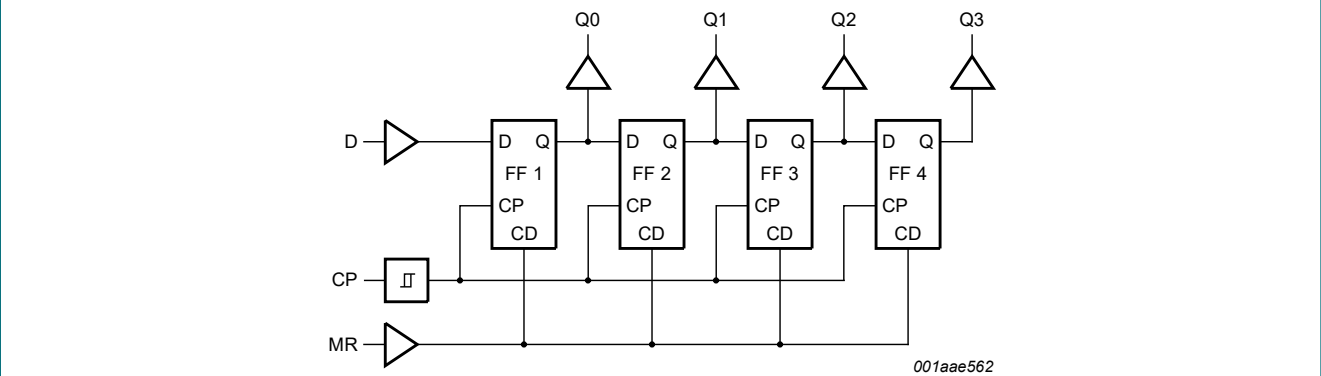 Q0 Q1 Q2 Q3
D
D Q D Q D Q D Q
FF 1 FF 2 FF 3 FF 4
CP CP CP CP
CD CD CD CD
CP
MR
001aae562